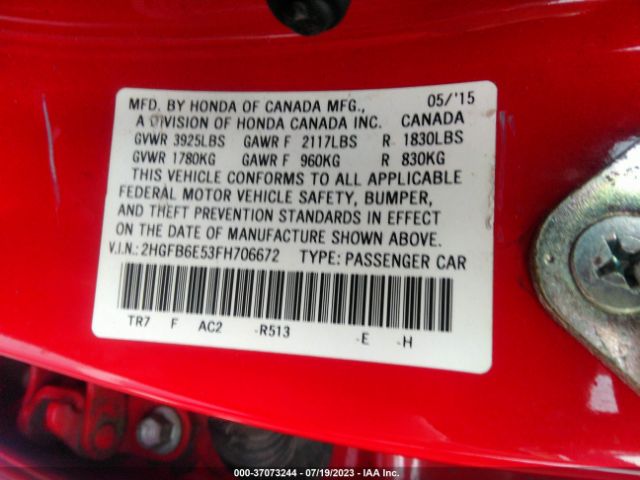 MFD. BY HONDA OF CANADA MFG., 05/'15
A DIVISION OF HONDA CANADA INC. CANADA
GVWR 3925LBS GAWR F 2117LBS R 1830LBS
GVWR 1780KG GAWR F 960KG R 830KG
THIS VEHICLE CONFORMS TO ALL APPLICABLE
FEDERAL MOTOR VEHICLE SAFETY, BUMPER,
AND THEFT PREVENTION STANDARDS IN EFFECT
ON THE DATE OF MANUFACTURE SHOWN ABOVE.
V.I.N.: 2HGFB6E53FH706672 TYPE: PASSENGER CAR
TR7 F AC2 -R513 -E -H
000-37073244 - 07/19/2023 - IAA Inc.